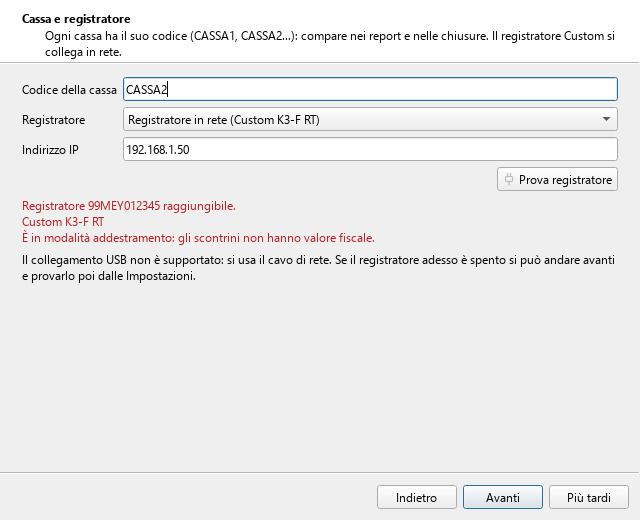 Cassa e registratore
Ogni cassa ha il suo codice (CASSA1, CASSA2...): compare nei report e nelle chiusure. Il registratore Custom si
collega in rete.
Codice della cassa CASSA2
Registratore Registratore in rete (Custom K3-F RT)
Indirizzo IP 192.168.1.50
Prova registratore
Registratore 99MEY012345 raggiungibile.
Custom K3-F RT
È in modalità addestramento: gli scontrini non hanno valore fiscale.
Il collegamento USB non è supportato: si usa il cavo di rete. Se il registratore adesso è spento si può andare avanti
e provarlo poi dalle Impostazioni.
Indietro Avanti Più tardi